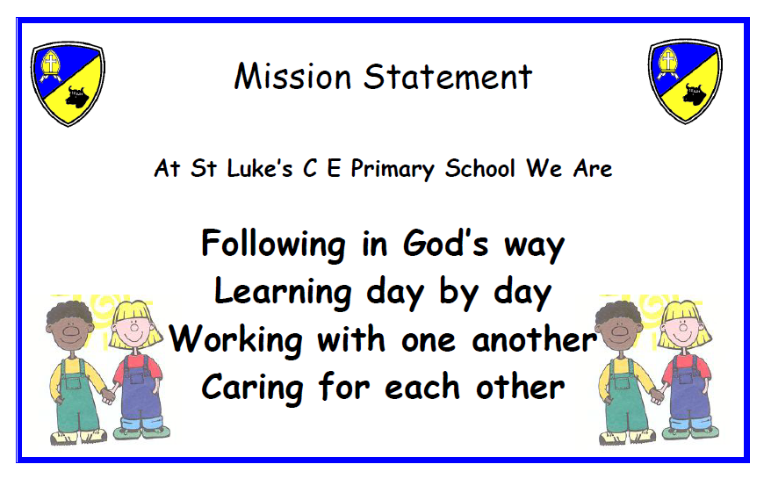 Mission Statement
At St Luke's C E Primary School We Are
Following in God's way
Learning day by day
Working with one another
Caring for each other